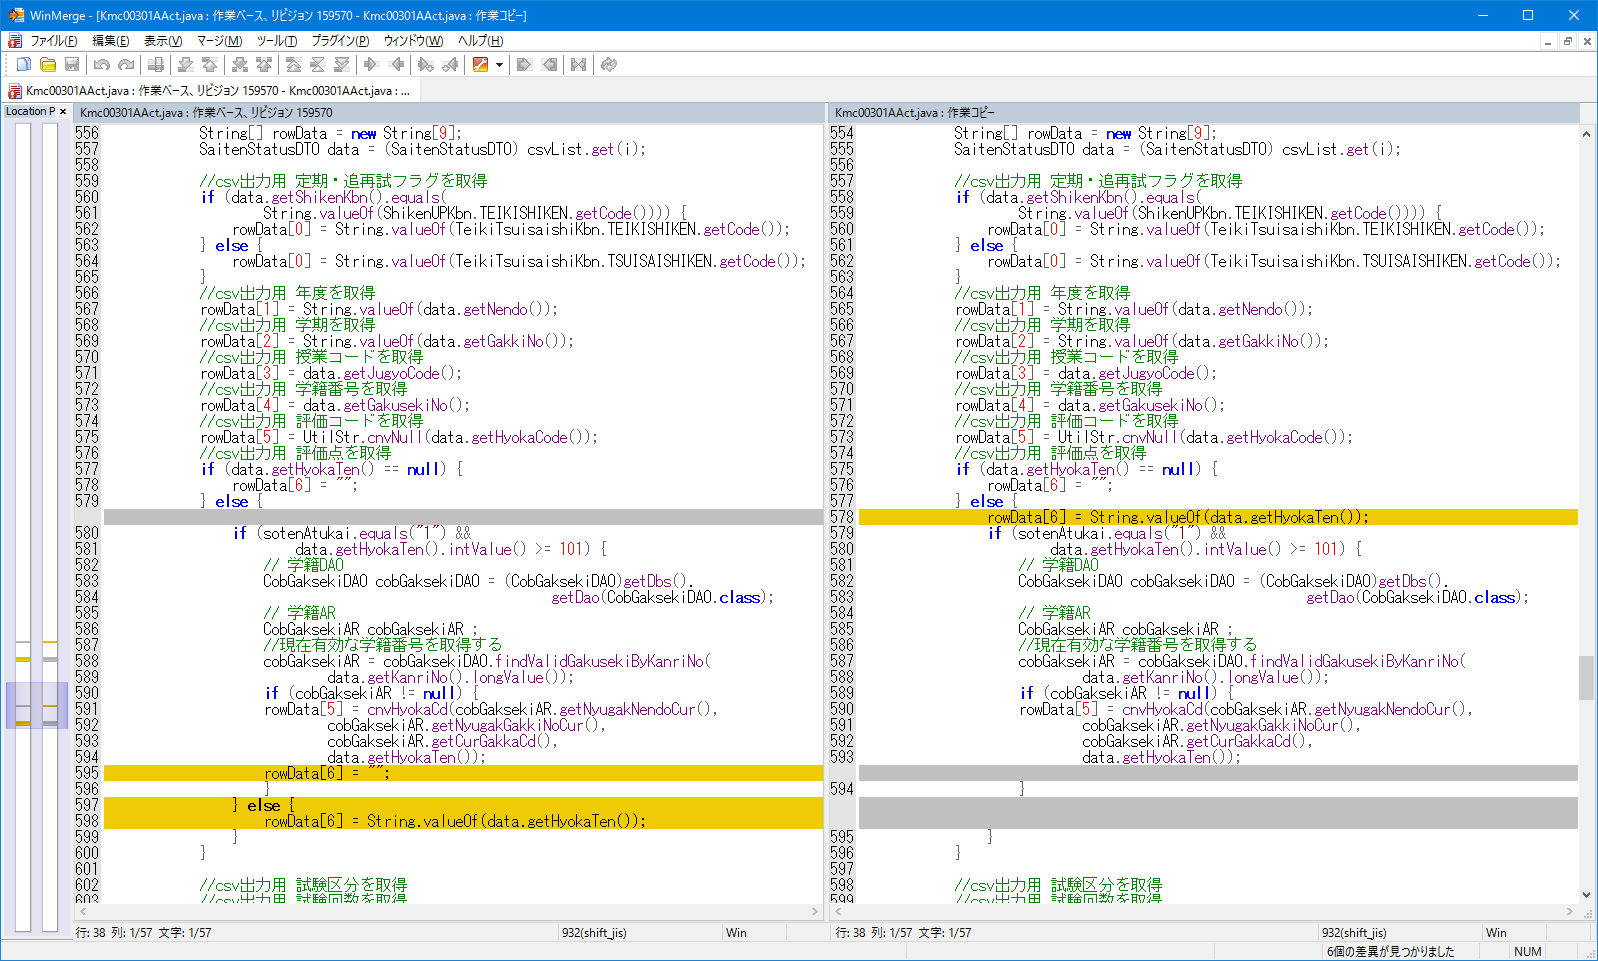 WinMerge - [Kmc00301AAct.java : 作業ベース、リビジョン 159570 - Kmc00301AAct.java : 作業コピー]
ファイル(F) 編集(E) 表示(V) マージ(M) ツール(T) プラグイン(P) ウィンドウ(W) ヘルプ(H)
Kmc00301AAct.java : 作業ベース、リビジョン 159570 - Kmc00301AAct.java : ...
Location P ×
Kmc00301AAct.java : 作業ベース、リビジョン 159570
556 String[] rowData = new String[9];
557 SaitenStatusDTO data = (SaitenStatusDTO) csvList.get(i);
558
559 //csv出力用 定期・追再試フラグを取得
560 if (data.getShikenKbn().equals(
561 String.valueOf(ShikenUPKbn.TEIKISHIKEN.getCode()))) {
562 rowData[0] = String.valueOf(TeikiTsuisaishiKbn.TEIKISHIKEN.getCode());
563 } else {
564 rowData[0] = String.valueOf(TeikiTsuisaishiKbn.TSUISAISHIKEN.getCode());
565 }
566 //csv出力用 年度を取得
567 rowData[1] = String.valueOf(data.getNendo());
568 //csv出力用 学期を取得
569 rowData[2] = String.valueOf(data.getGakkiNo());
570 //csv出力用 授業コードを取得
571 rowData[3] = data.getJugyoCode();
572 //csv出力用 学籍番号を取得
573 rowData[4] = data.getGakusekiNo();
574 //csv出力用 評価コードを取得
575 rowData[5] = UtilStr.cnvNull(data.getHyokaCode());
576 //csv出力用 評価点を取得
577 if (data.getHyokaTen() == null) {
578 rowData[6] = "";
579 } else {
580 if (sotenAtukai.equals("1") &&
581 data.getHyokaTen().intValue() >= 101) {
582 // 学籍DAO
583 CobGaksekiDAO cobGaksekiDAO = (CobGaksekiDAO)getDbs().
584 getDao(CobGaksekiDAO.class);
585 // 学籍AR
586 CobGaksekiAR cobGaksekiAR ;
587 //現在有効な学籍番号を取得する
588 cobGaksekiAR = cobGaksekiDAO.findValidGakusekiByKanriNo(
589 data.getKanriNo().longValue());
590 if (cobGaksekiAR != null) {
591 rowData[5] = cnvHyokaCd(cobGaksekiAR.getNyugakNendoCur(),
592 cobGaksekiAR.getNyugakGakkiNoCur(),
593 cobGaksekiAR.getCurGakkaCd(),
594 data.getHyokaTen());
595 rowData[6] = "";
596 }
597 } else {
598 rowData[6] = String.valueOf(data.getHyokaTen());
599 }
600 }
601
602 //csv出力用 試験区分を取得
603 //csv出力用 試験回数を取得
行: 38 列: 1/57 文字: 1/57 932(shift_jis) Win
Kmc00301AAct.java : 作業コピー
554 String[] rowData = new String[9];
555 SaitenStatusDTO data = (SaitenStatusDTO) csvList.get(i);
556
557 //csv出力用 定期・追再試フラグを取得
558 if (data.getShikenKbn().equals(
559 String.valueOf(ShikenUPKbn.TEIKISHIKEN.getCode()))) {
560 rowData[0] = String.valueOf(TeikiTsuisaishiKbn.TEIKISHIKEN.getCode());
561 } else {
562 rowData[0] = String.valueOf(TeikiTsuisaishiKbn.TSUISAISHIKEN.getCode());
563 }
564 //csv出力用 年度を取得
565 rowData[1] = String.valueOf(data.getNendo());
566 //csv出力用 学期を取得
567 rowData[2] = String.valueOf(data.getGakkiNo());
568 //csv出力用 授業コードを取得
569 rowData[3] = data.getJugyoCode();
570 //csv出力用 学籍番号を取得
571 rowData[4] = data.getGakusekiNo();
572 //csv出力用 評価コードを取得
573 rowData[5] = UtilStr.cnvNull(data.getHyokaCode());
574 //csv出力用 評価点を取得
575 if (data.getHyokaTen() == null) {
576 rowData[6] = "";
577 } else {
578 rowData[6] = String.valueOf(data.getHyokaTen());
579 if (sotenAtukai.equals("1") &&
580 data.getHyokaTen().intValue() >= 101) {
581 // 学籍DAO
582 CobGaksekiDAO cobGaksekiDAO = (CobGaksekiDAO)getDbs().
583 getDao(CobGaksekiDAO.class);
584 // 学籍AR
585 CobGaksekiAR cobGaksekiAR ;
586 //現在有効な学籍番号を取得する
587 cobGaksekiAR = cobGaksekiDAO.findValidGakusekiByKanriNo(
588 data.getKanriNo().longValue());
589 if (cobGaksekiAR != null) {
590 rowData[5] = cnvHyokaCd(cobGaksekiAR.getNyugakNendoCur(),
591 cobGaksekiAR.getNyugakGakkiNoCur(),
592 cobGaksekiAR.getCurGakkaCd(),
593 data.getHyokaTen());
594 }
595 }
596 }
597
598 //csv出力用 試験区分を取得
599 //csv出力用 試験回数を取得
行: 38 列: 1/57 文字: 1/57 932(shift_jis) Win
6個の差異が見つかりました NUM